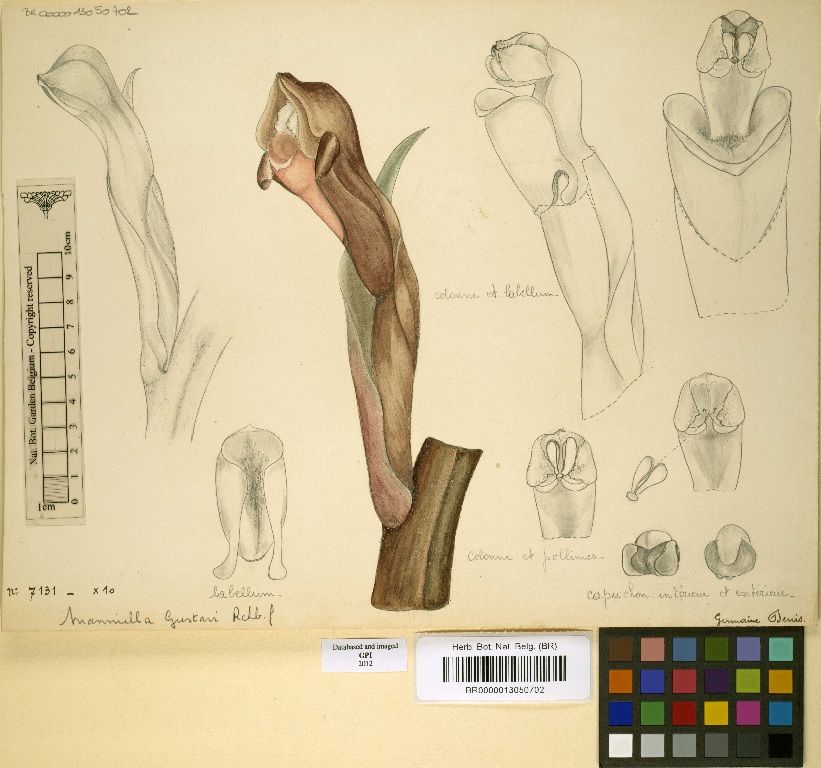 BR0000013050702
Nat. Bot. Garden Belgium - Copyright reserved
10cm
9
8
7
6
5
4
3
2
1
0
1cm
colonne et labellum.
colonne et pollinies.
capuchon: intérieur et extérieur.
labellum.
n: 7131 - x 10
Manniella Gustavi Rchb.f
Germaine Denis.
Databased and imaged
GPI
2012
Herb. Bot. Nat. Belg. (BR)
BR0000013050702